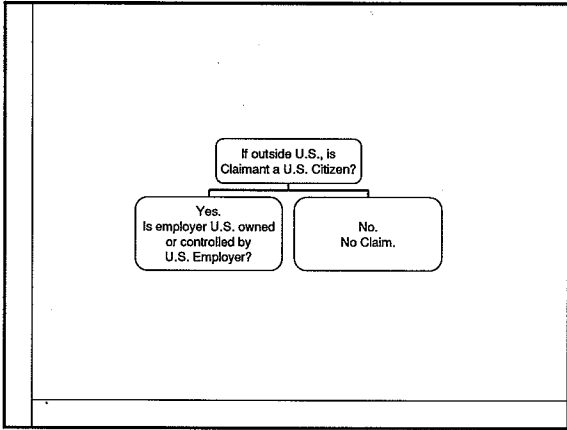 If outside U.S., is
Claimant a U.S. Citizen?
Yes.
Is employer U.S. owned
or controlled by
U.S. Employer?
No.
No Claim.